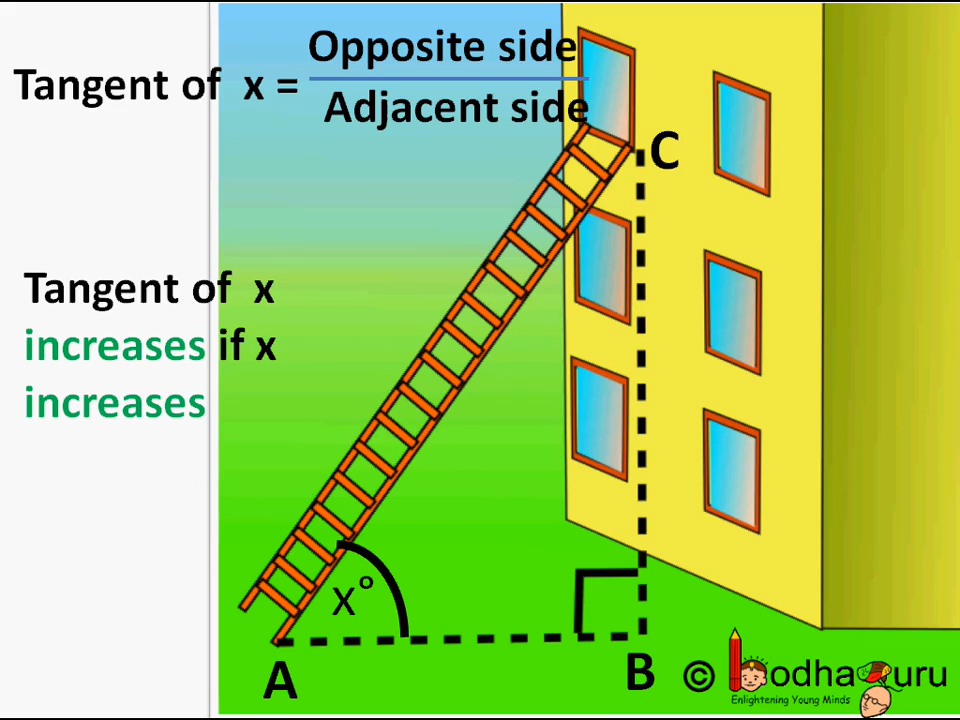 Opposite side
Tangent of x =
Adjacent side
C
Tangent of x
increases if x
increases
x°
A
B
© bodhaguru
Enlightening Young Minds